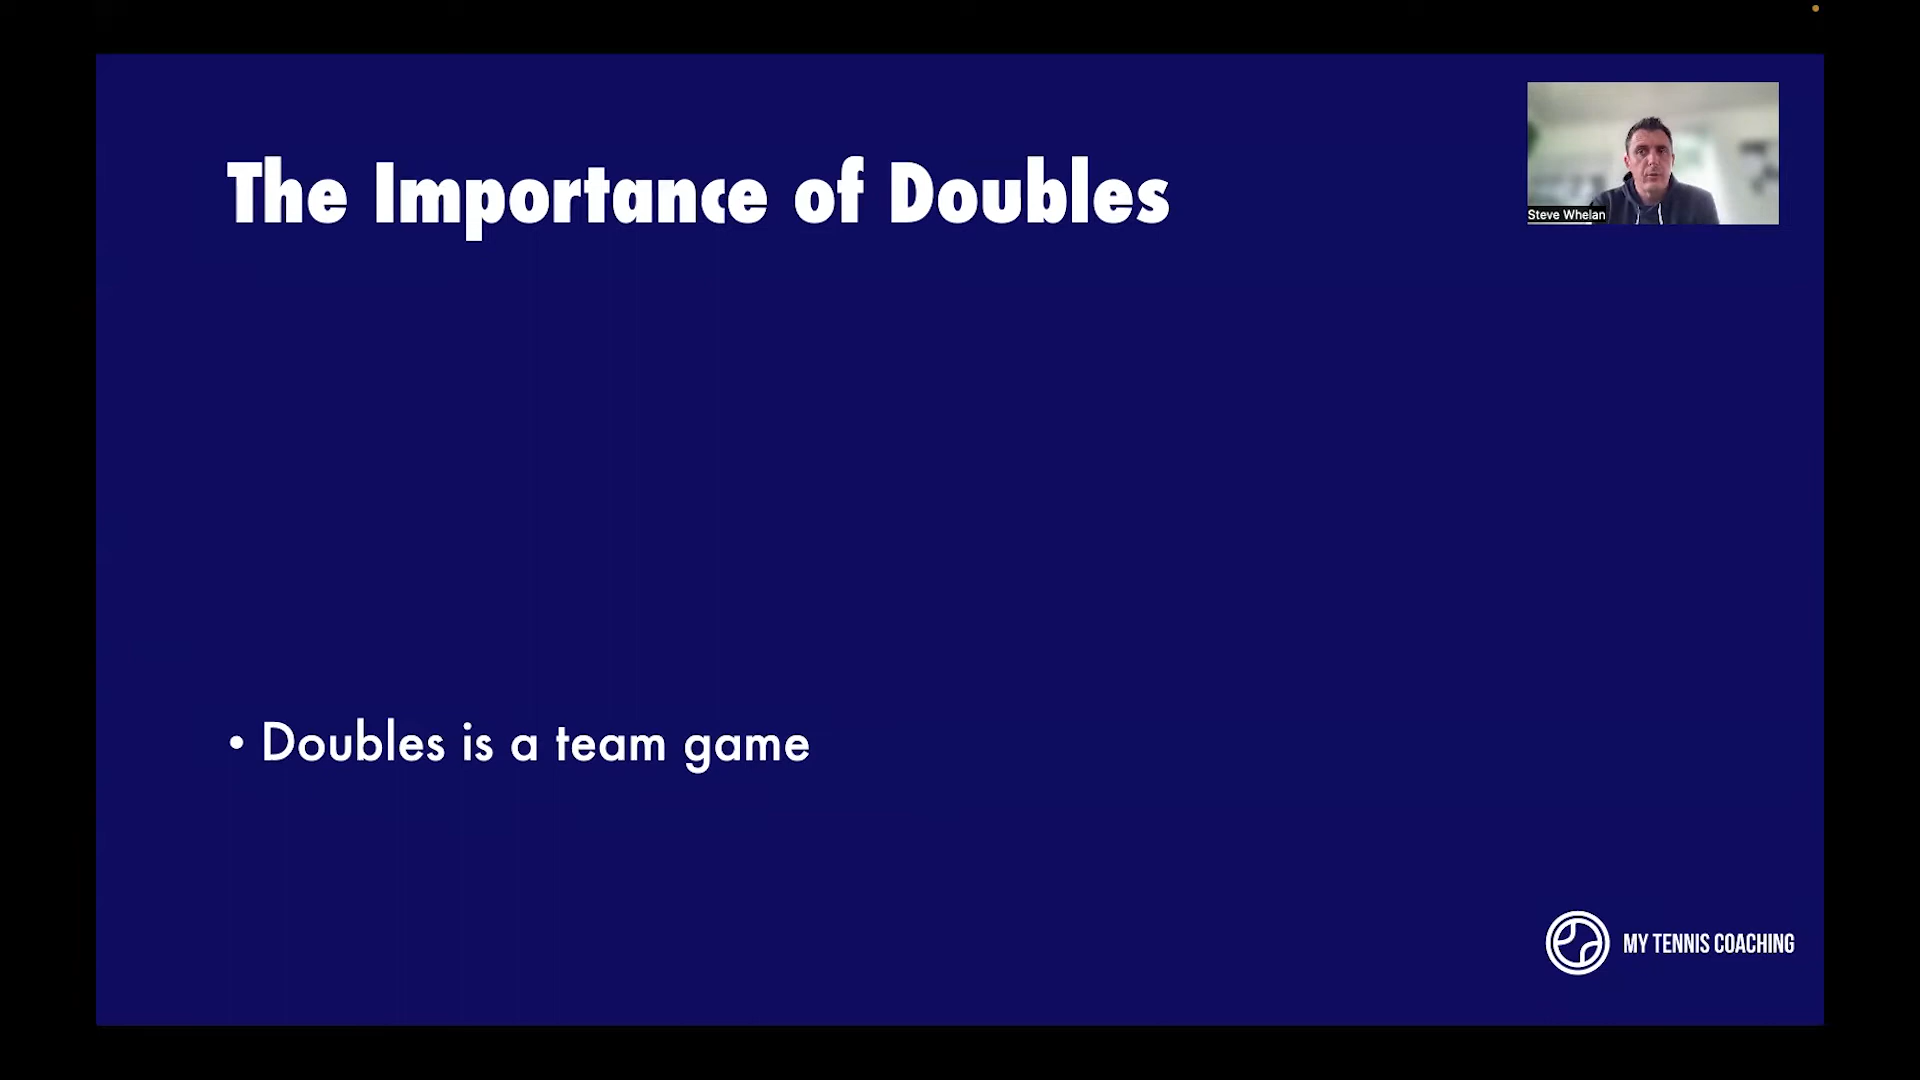 The Importance of Doubles
Steve Whelan
• Doubles is a team game
MY TENNIS COACHING